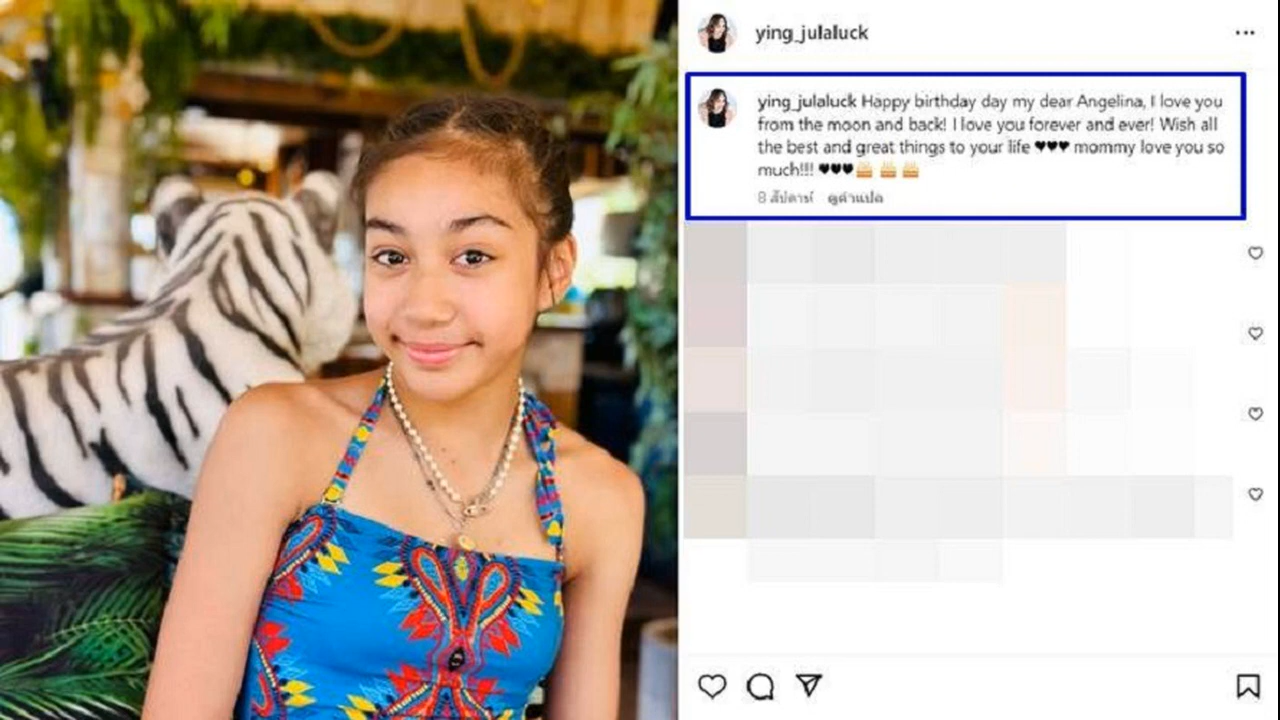 ying_julaluck
ying_julaluck Happy birthday day my dear Angelina, I love you
from the moon and back! I love you forever and ever! Wish all
the best and great things to your life ♥♥♥ mommy love you so
much!!! ♥♥♥🎂 🎂 🎂
8 สัปดาห์ ดูคำแปล